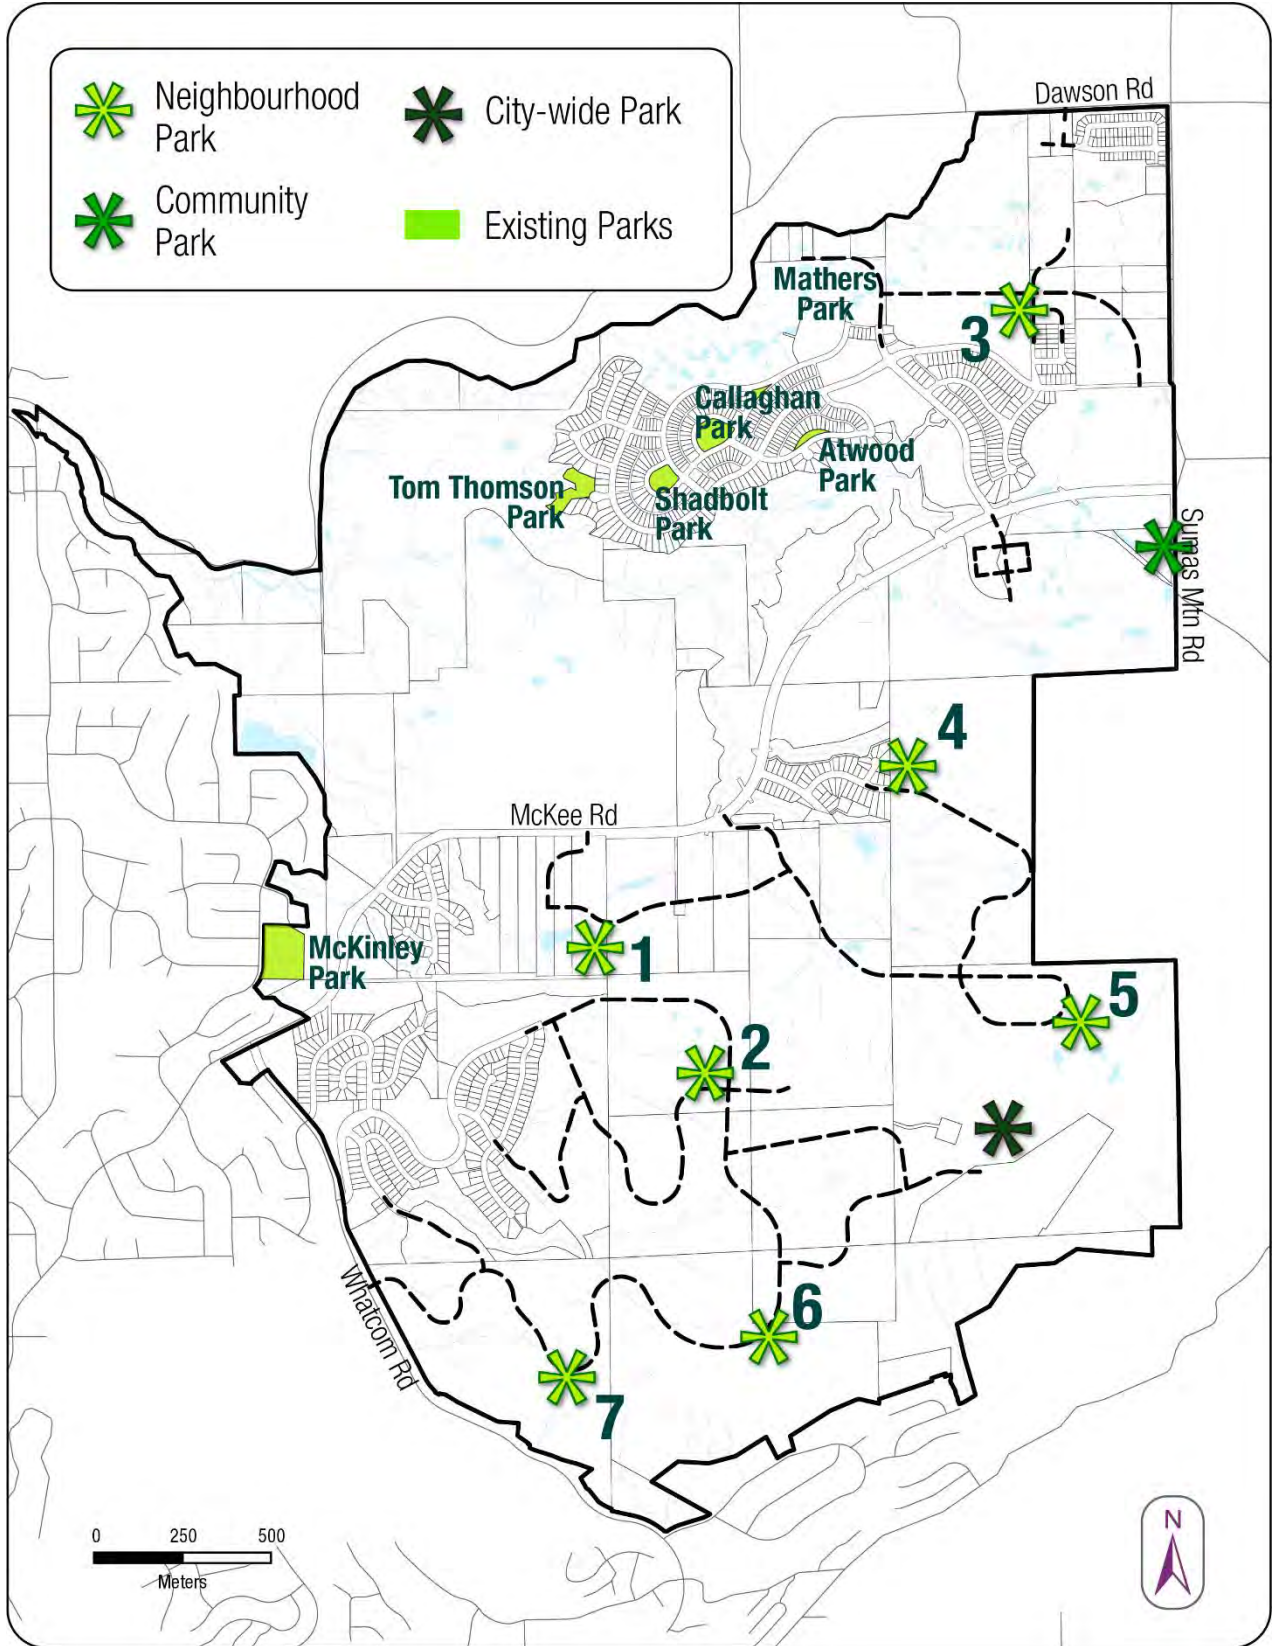 Neighbourhood
Park
City-wide Park
Community
Park
Existing Parks
Dawson Rd
Mathers
Park
3
Callaghan
Park
Atwood
Park
Tom Thomson
Park
Shadbolt
Park
Sumas Mtn Rd
4
McKee Rd
McKinley
Park
1
5
2
6
Whatcom Rd
7
0 250 500
Meters
N